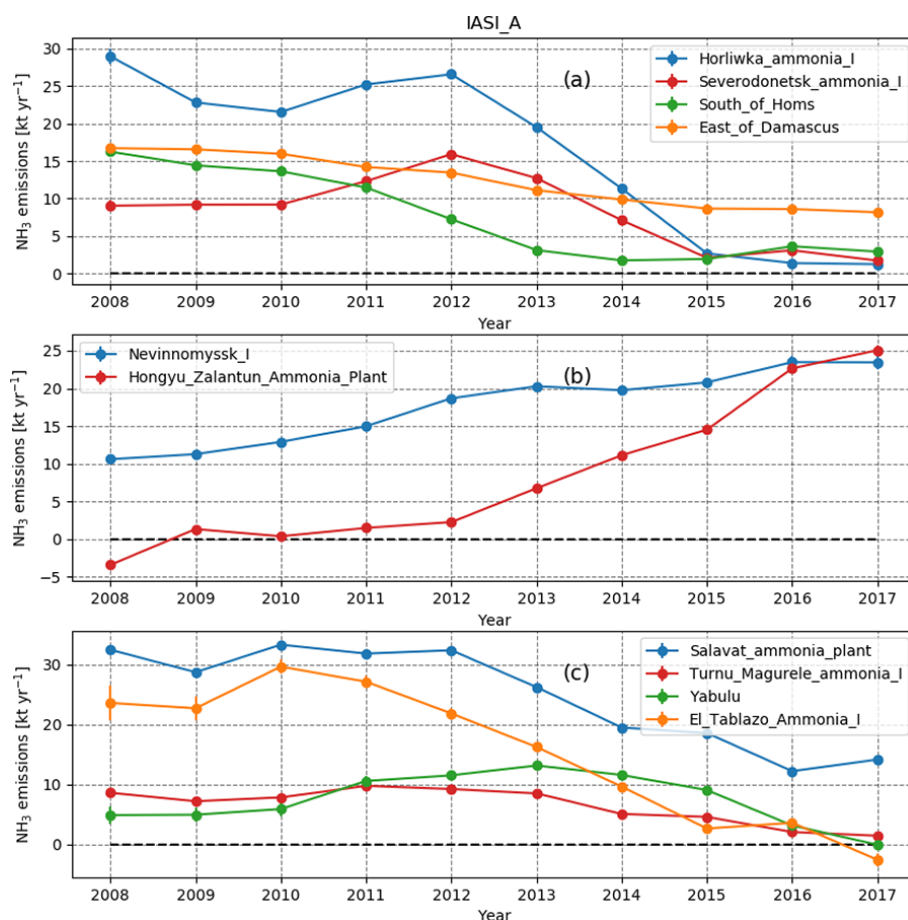 IASI_A
NH₃ emissions [kt yr⁻¹]
30
25
20
15
10
5
0
(a)
Horliwka_ammonia_I
Severodonetsk_ammonia_I
South_of_Homs
East_of_Damascus
2008 2009 2010 2011 2012 2013 2014 2015 2016 2017
Year
NH₃ emissions [kt yr⁻¹]
25
20
15
10
5
0
−5
Nevinnomyssk_I
Hongyu_Zalantun_Ammonia_Plant
(b)
2008 2009 2010 2011 2012 2013 2014 2015 2016 2017
Year
NH₃ emissions [kt yr⁻¹]
30
20
10
0
(c)
Salavat_ammonia_plant
Turnu_Magurele_ammonia_I
Yabulu
El_Tablazo_Ammonia_I
2008 2009 2010 2011 2012 2013 2014 2015 2016 2017
Year